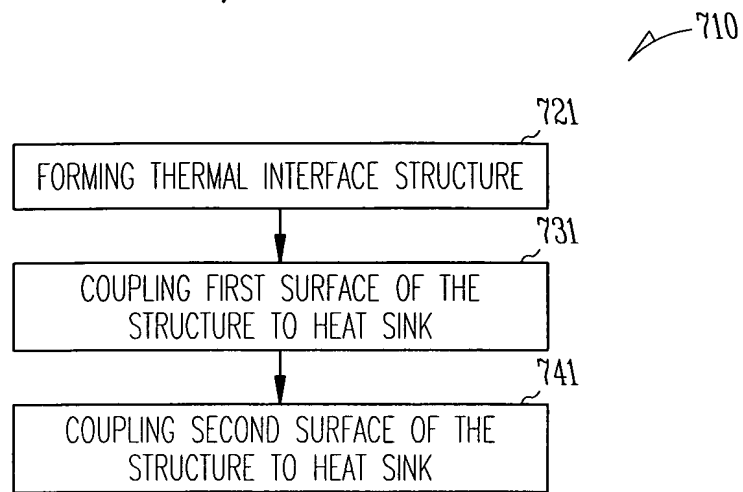 710
721
FORMING THERMAL INTERFACE STRUCTURE
731
COUPLING FIRST SURFACE OF THE
STRUCTURE TO HEAT SINK
741
COUPLING SECOND SURFACE OF THE
STRUCTURE TO HEAT SINK